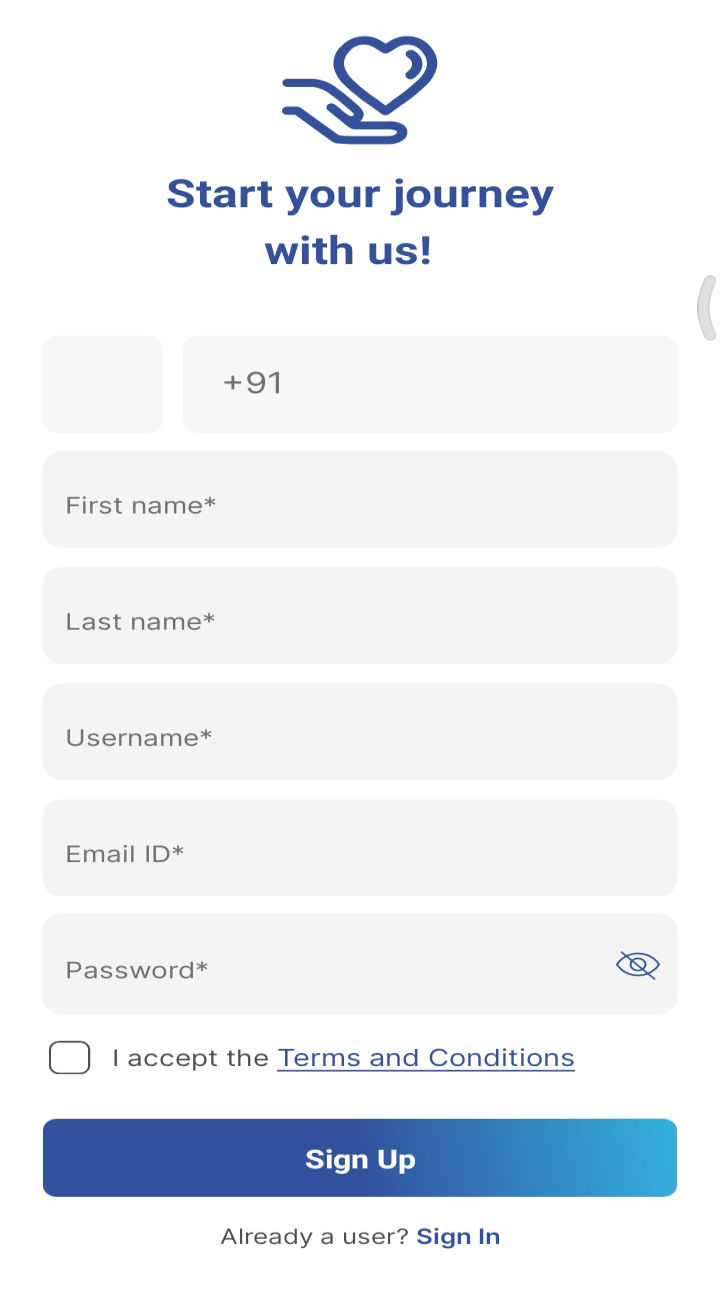 Start your journey
with us!
+91
First name*
Last name*
Username*
Email ID*
Password*
I accept the Terms and Conditions
Sign Up
Already a user? Sign In